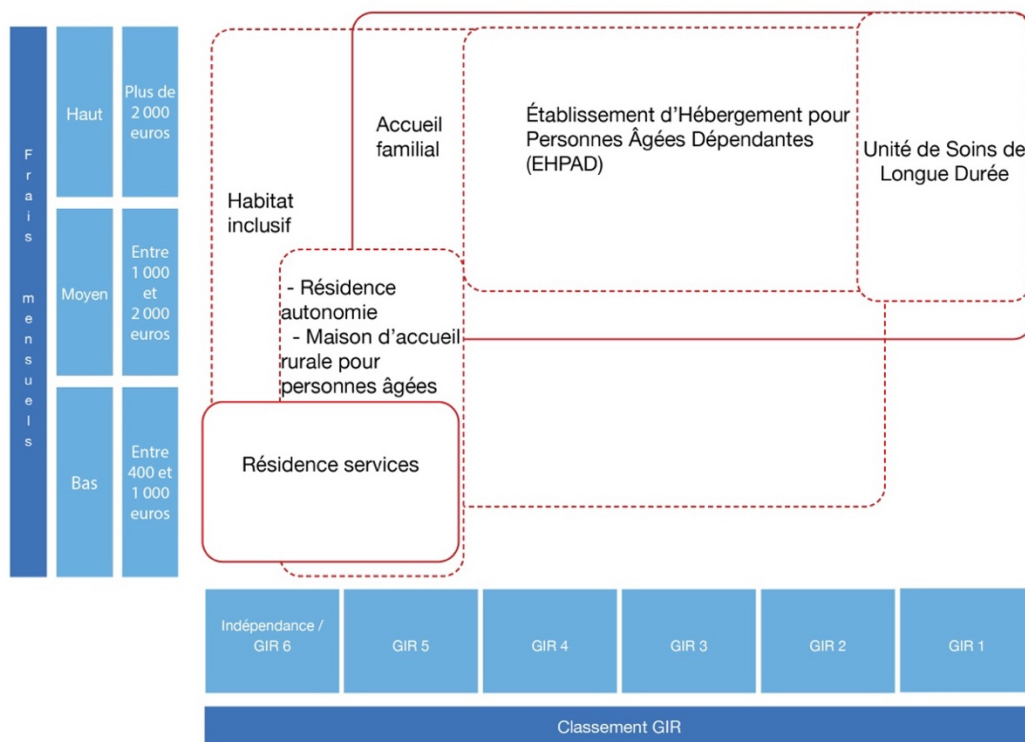 Frais mensuels
Haut
Plus de
2 000
euros
Moyen
Entre
1 000
et
2 000
euros
Bas
Entre
400 et
1 000
euros
Habitat
inclusif
Accueil
familial
Établissement d'Hébergement pour
Personnes Âgées Dépendantes
(EHPAD)
Unité de Soins de
Longue Durée
- Résidence
autonomie
- Maison d'accueil
rurale pour
personnes âgées
Résidence services
Indépendance /
GIR 6
GIR 5
GIR 4
GIR 3
GIR 2
GIR 1
Classement GIR